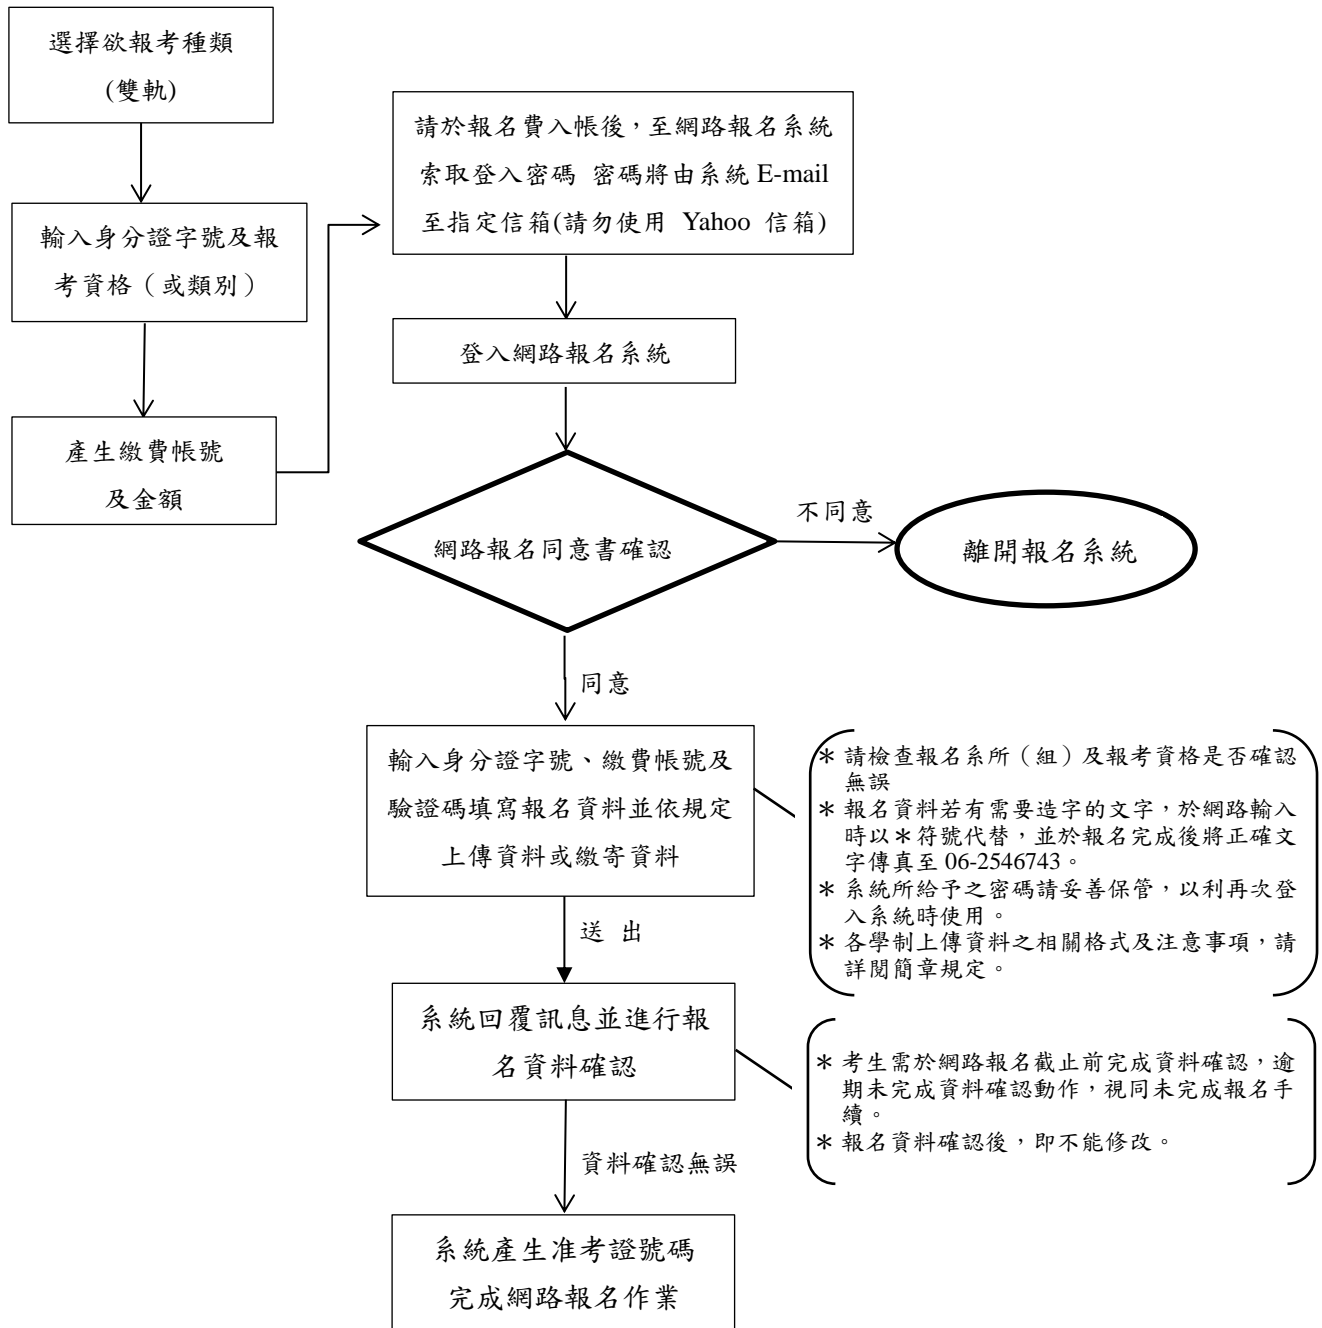 選擇欲報考種類
(雙軌)
輸入身分證字號及報
考資格（或類別）
產生繳費帳號
及金額
請於報名費入帳後，至網路報名系統
索取登入密碼 密碼將由系統 E-mail
至指定信箱(請勿使用 Yahoo 信箱)
登入網路報名系統
網路報名同意書確認
不同意
離開報名系統
同意
輸入身分證字號、繳費帳號及
驗證碼填寫報名資料並依規定
上傳資料或繳寄資料
＊請檢查報名系所（組）及報考資格是否確認
無誤
＊報名資料若有需要造字的文字，於網路輸入
時以＊符號代替，並於報名完成後將正確文
字傳真至 06-2546743。
＊系統所給予之密碼請妥善保管，以利再次登
入系統時使用。
＊各學制上傳資料之相關格式及注意事項，請
詳閱簡章規定。
送 出
系統回覆訊息並進行報
名資料確認
＊考生需於網路報名截止前完成資料確認，逾
期未完成資料確認動作，視同未完成報名手
續。
＊報名資料確認後，即不能修改。
資料確認無誤
系統產生准考證號碼
完成網路報名作業